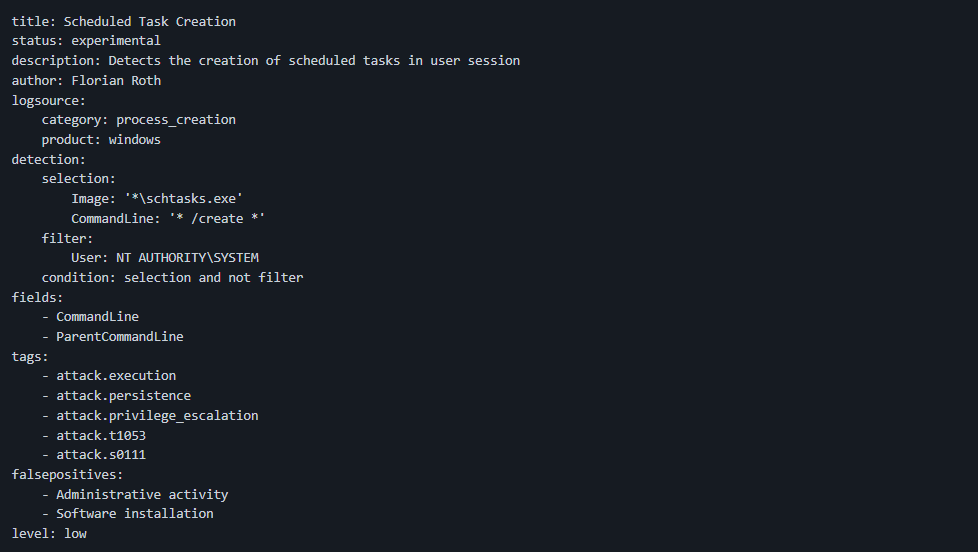 title: Scheduled Task Creation
status: experimental
description: Detects the creation of scheduled tasks in user session
author: Florian Roth
logsource:
    category: process_creation
    product: windows
detection:
    selection:
        Image: '*\schtasks.exe'
        CommandLine: '* /create *'
    filter:
        User: NT AUTHORITY\SYSTEM
    condition: selection and not filter
fields:
    - CommandLine
    - ParentCommandLine
tags:
    - attack.execution
    - attack.persistence
    - attack.privilege_escalation
    - attack.t1053
    - attack.s0111
falsepositives:
    - Administrative activity
    - Software installation
level: low